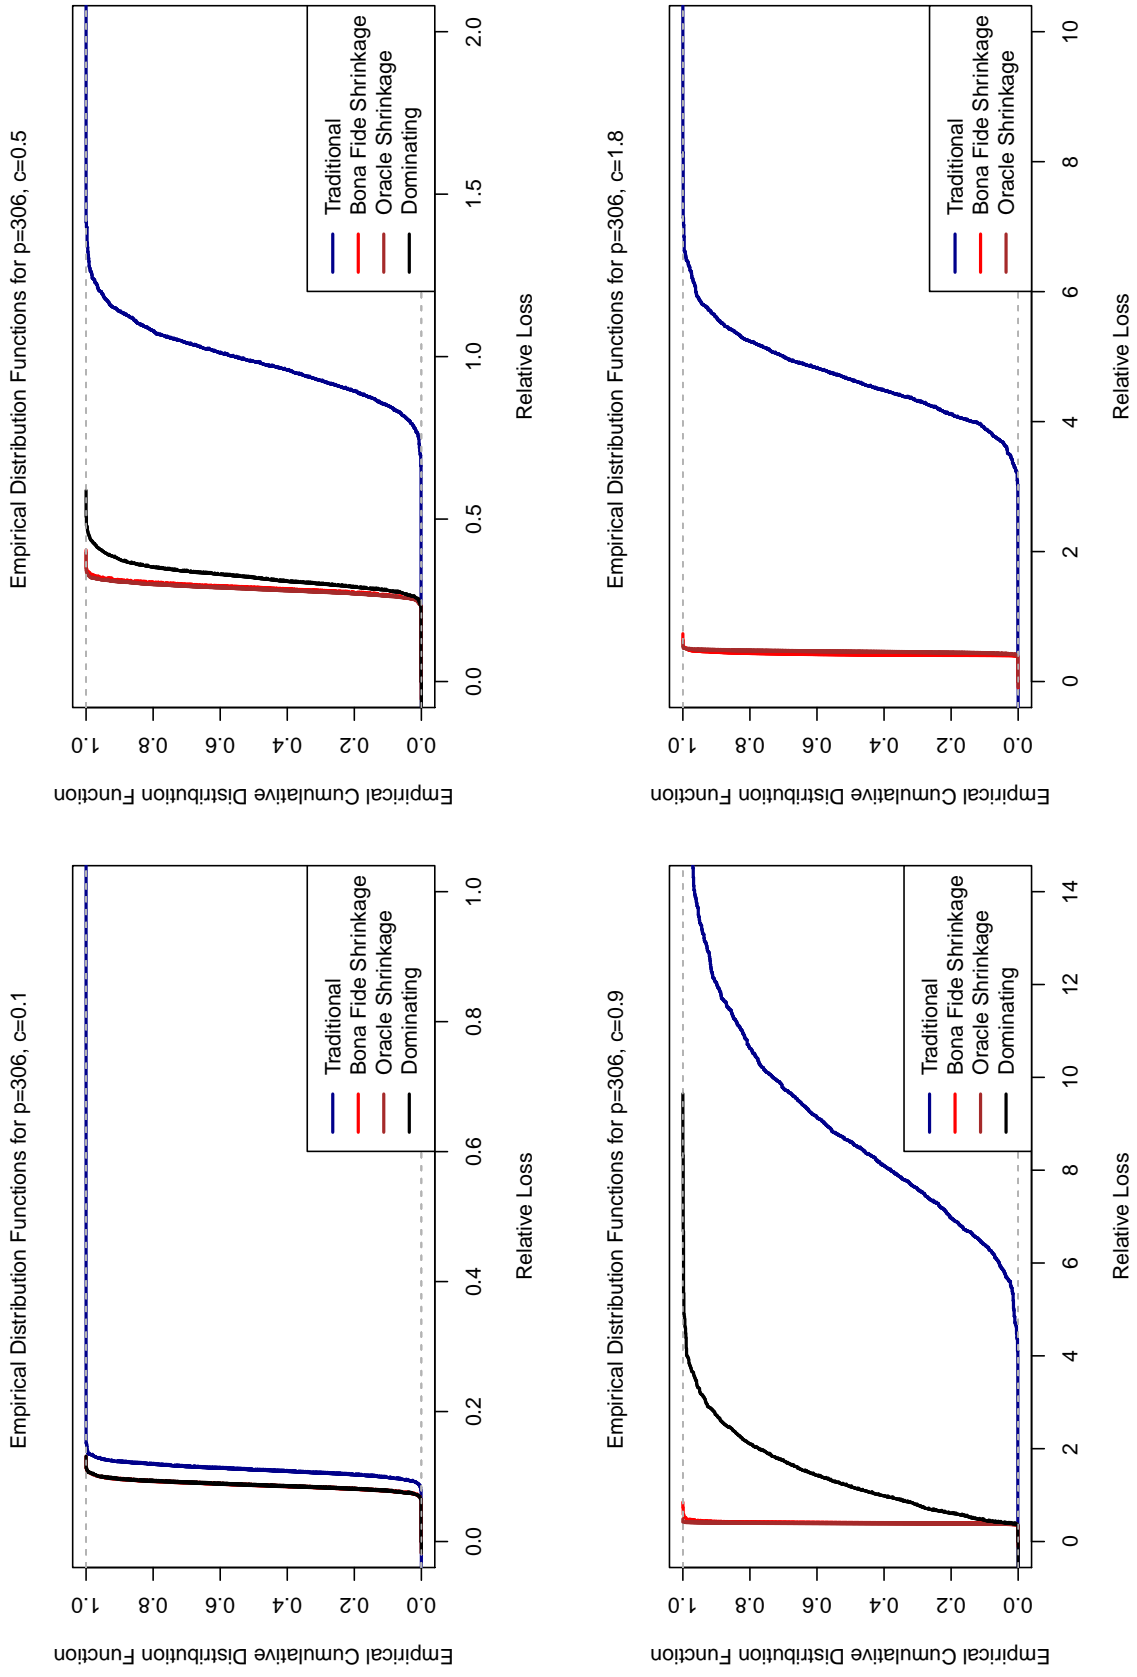 Empirical Distribution Functions for p=306, c=0.1
Empirical Cumulative Distribution Function
0.0 0.2 0.4 0.6 0.8 1.0
0.0 0.2 0.4 0.6 0.8 1.0
Relative Loss
Traditional
Bona Fide Shrinkage
Oracle Shrinkage
Dominating
Empirical Distribution Functions for p=306, c=0.5
Empirical Cumulative Distribution Function
0.0 0.2 0.4 0.6 0.8 1.0
0.0 0.5 1.0 1.5 2.0
Relative Loss
Traditional
Bona Fide Shrinkage
Oracle Shrinkage
Dominating
Empirical Distribution Functions for p=306, c=0.9
Empirical Cumulative Distribution Function
0.0 0.2 0.4 0.6 0.8 1.0
0 2 4 6 8 10 12 14
Relative Loss
Traditional
Bona Fide Shrinkage
Oracle Shrinkage
Dominating
Empirical Distribution Functions for p=306, c=1.8
Empirical Cumulative Distribution Function
0.0 0.2 0.4 0.6 0.8 1.0
0 2 4 6 8 10
Relative Loss
Traditional
Bona Fide Shrinkage
Oracle Shrinkage